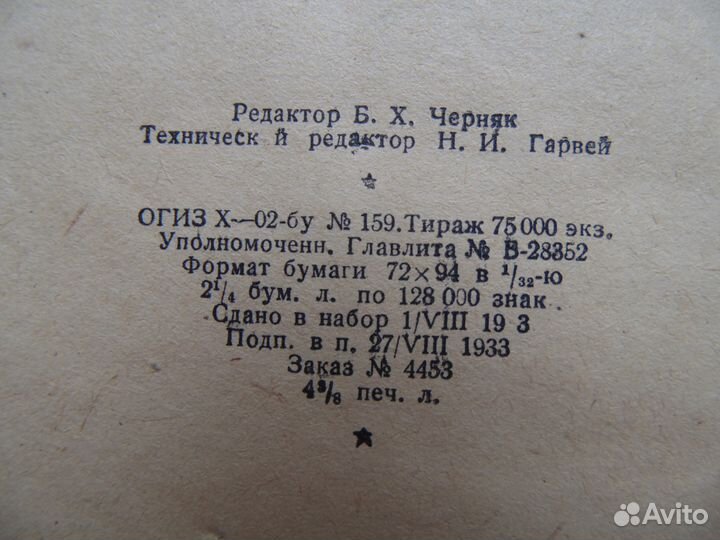 Редактор Б. Х. Черняк
Техническ й редактор Н. И. Гарвей
ОГИЗ Х—02-бу № 159. Тираж 75 000 экз.
Уполномоченн. Главлита № В-28352
Формат бумаги 72×94 в 1/32-ю
2 1/4 бум. л. по 128 000 знак.
Сдано в набор 1/VIII 19 3
Подп. в п. 27/VIII 1933
Заказ № 4453
4 3/8 печ. л.
Avito